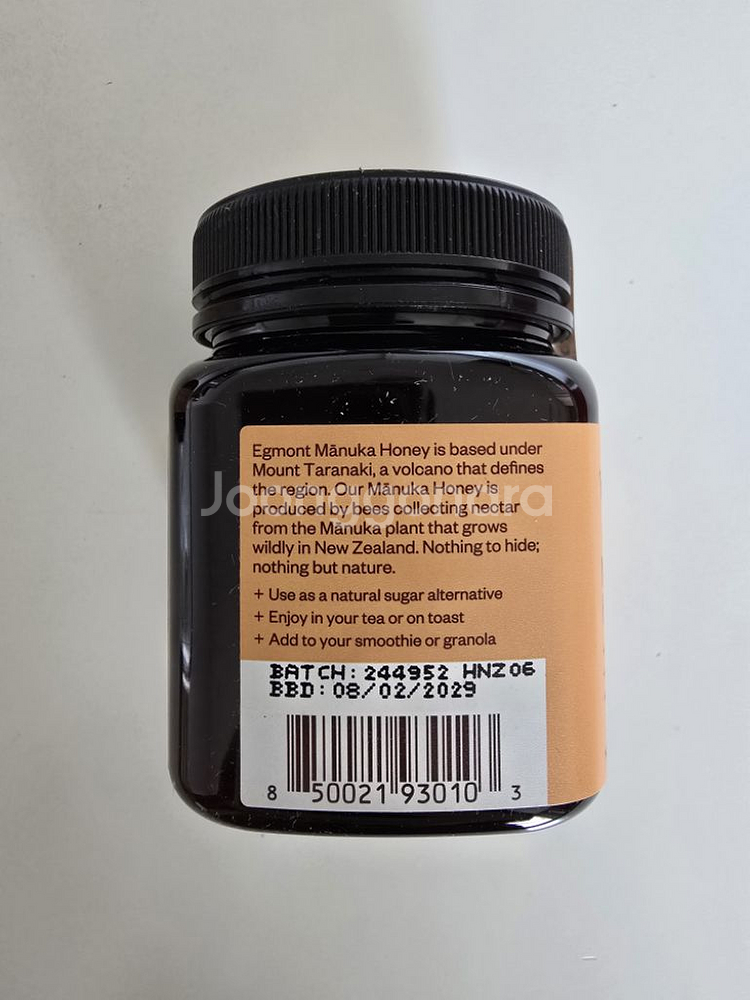 Egmont Mānuka Honey is based under
Mount Taranaki, a volcano that defines
the region. Our Mānuka Honey is
Joonggonara
produced by bees collecting nectar
from the Mānuka plant that grows
wildly in New Zealand. Nothing to hide;
nothing but nature.
+ Use as a natural sugar alternative
+ Enjoy in your tea or on toast
+ Add to your smoothie or granola
BATCH: 244952 HNZ06
BBD: 08/02/2029
8 50021 93010 3